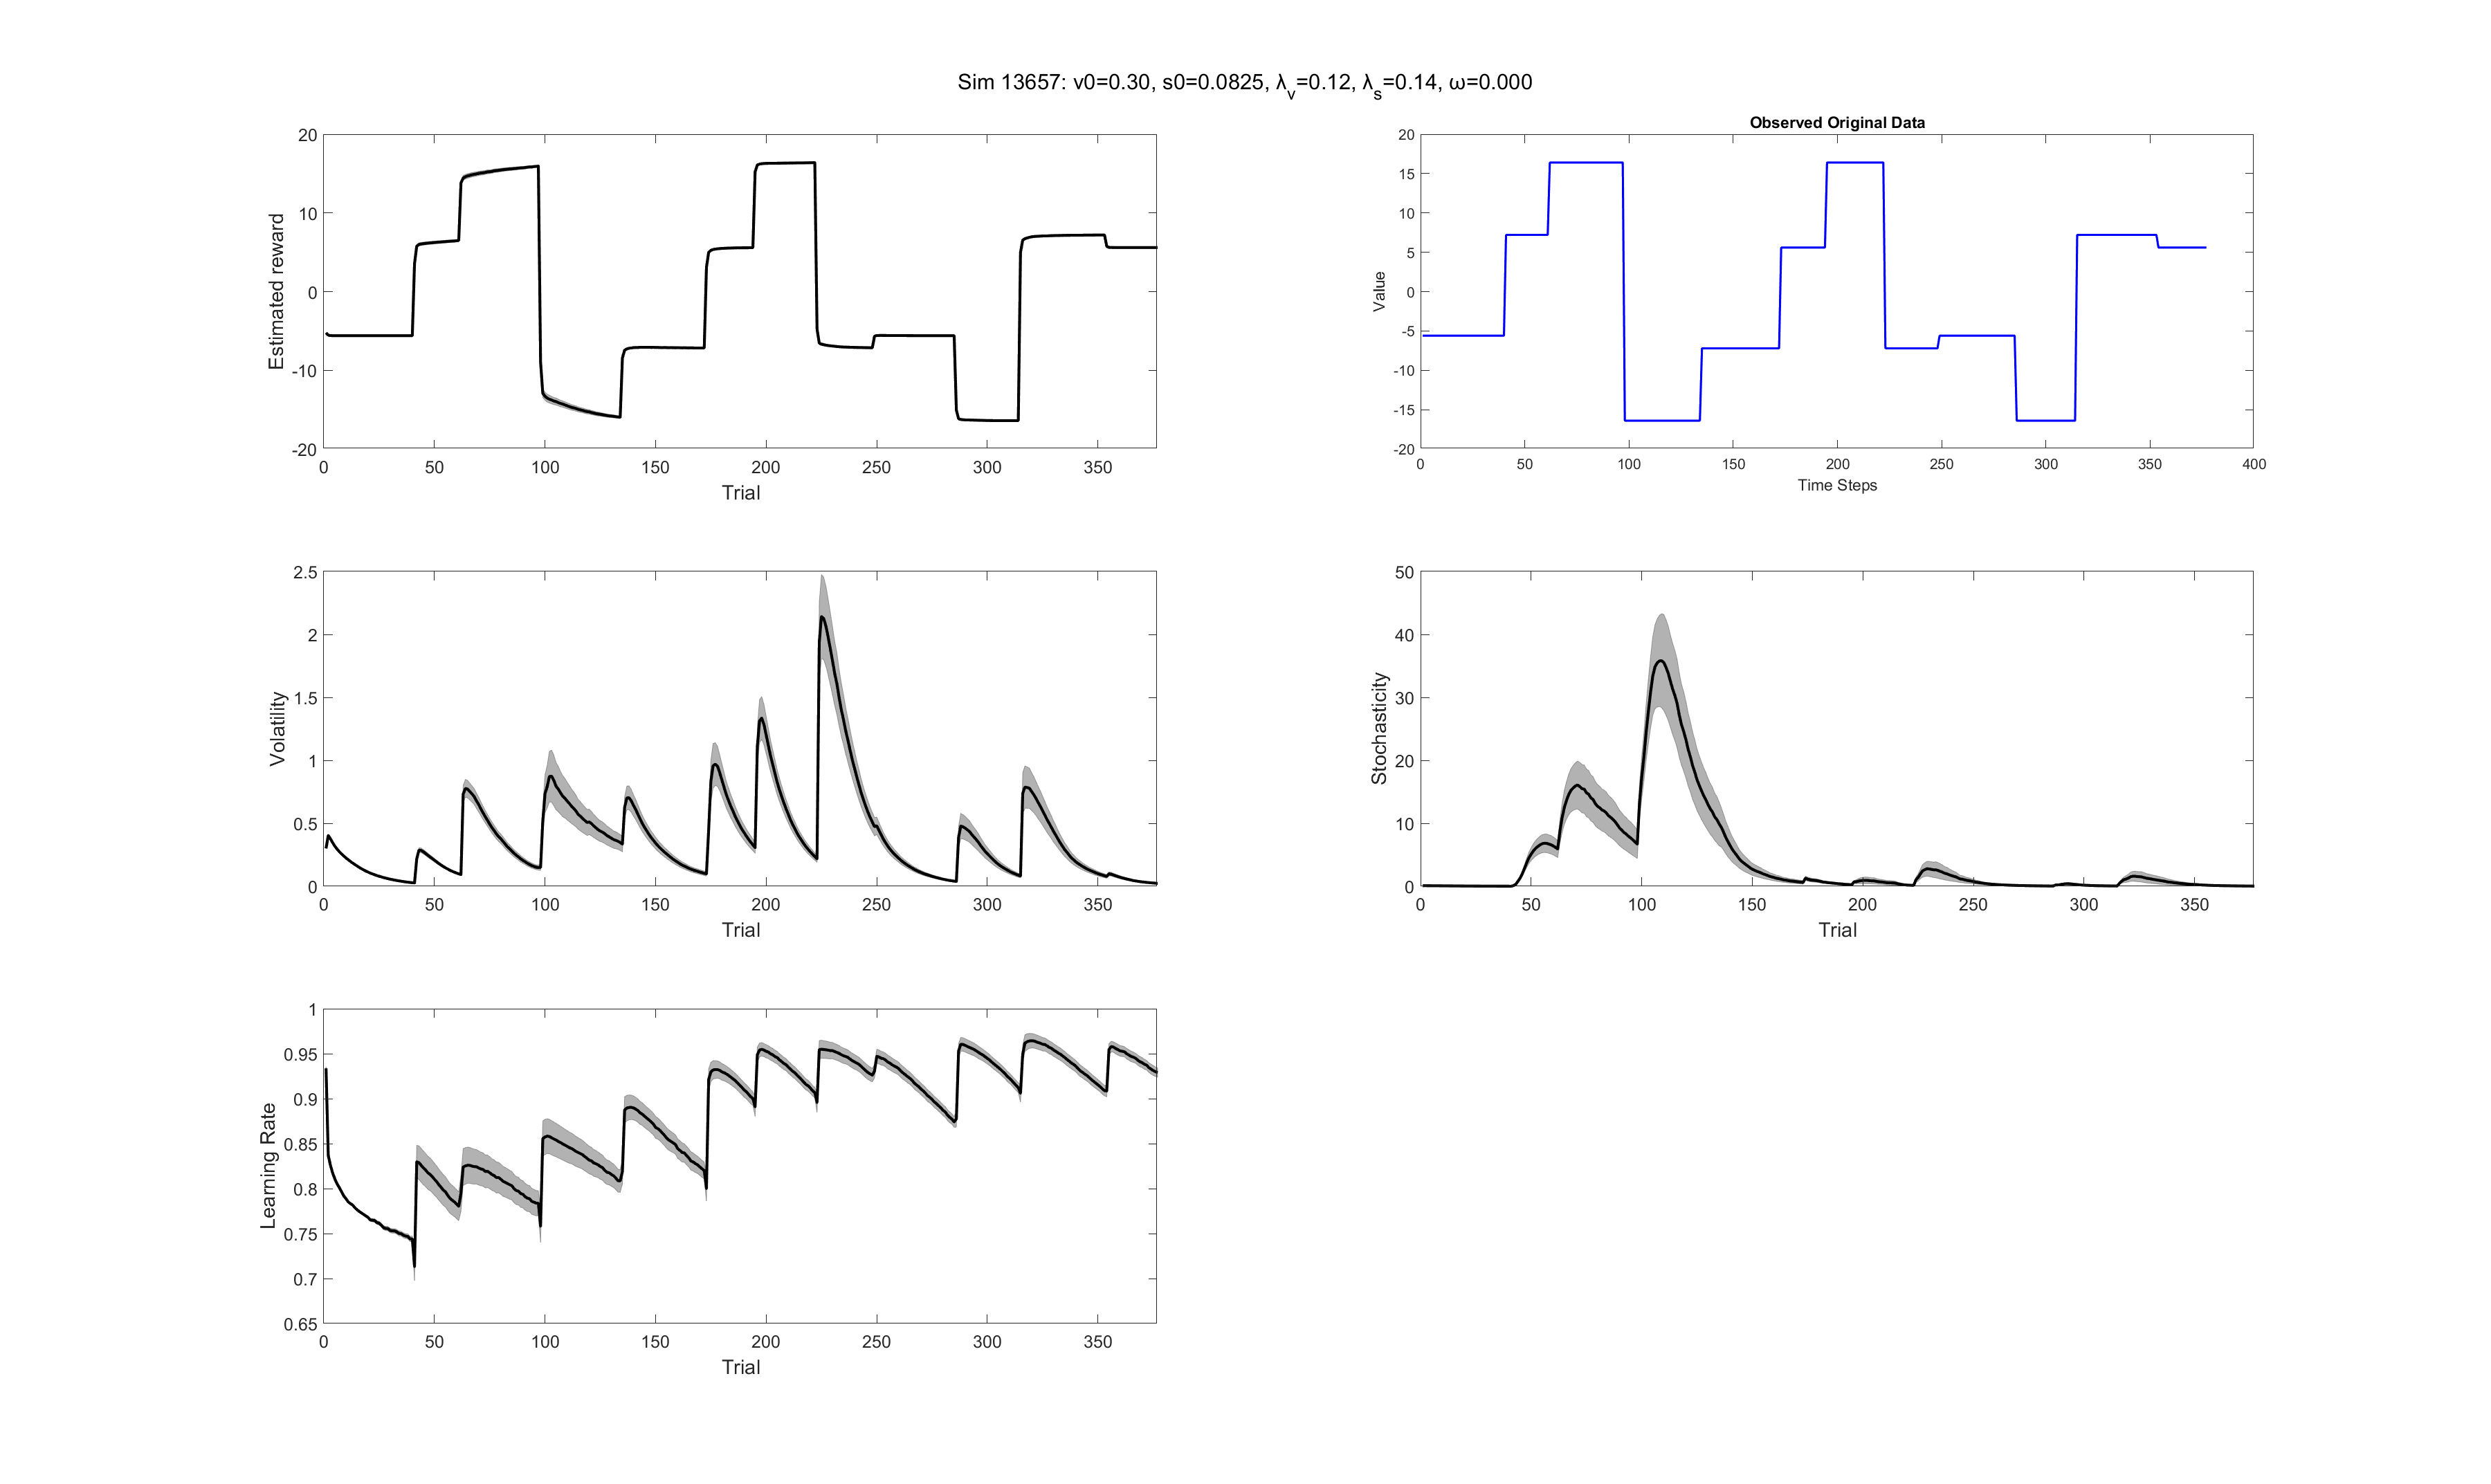 Sim 13657: v0=0.30, s0=0.0825, λv=0.12, λs=0.14, ω=0.000
20
10
0
-10
-20
Estimated reward
0 50 100 150 200 250 300 350
Trial
Observed Original Data
20
15
10
5
0
-5
-10
-15
-20
Value
0 50 100 150 200 250 300 350 400
Time Steps
2.5
2
1.5
1
0.5
0
Volatility
0 50 100 150 200 250 300 350
Trial
50
40
30
20
10
0
Stochasticity
0 50 100 150 200 250 300 350
Trial
1
0.95
0.9
0.85
0.8
0.75
0.7
0.65
Learning Rate
0 50 100 150 200 250 300 350
Trial